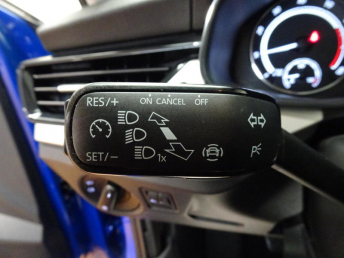 RES/+ ON CANCEL OFF
SET/− 1x
P